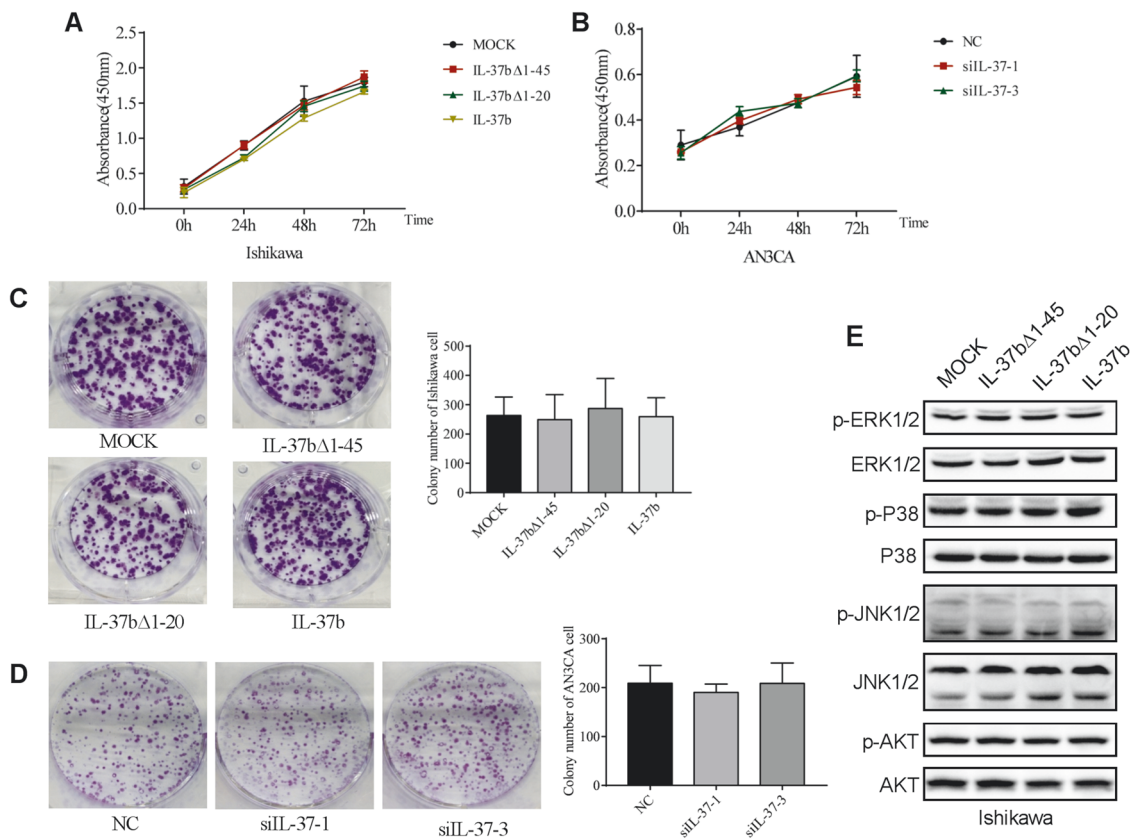 A
Absorbance(450nm)
2.5
2.0
1.5
1.0
0.5
0.0
0h
24h
48h
72h
Time
Ishikawa
MOCK
IL-37bΔ1-45
IL-37bΔ1-20
IL-37b
B
Absorbance(450nm)
0.8
0.6
0.4
0.2
0.0
0h
24h
48h
72h
Time
AN3CA
NC
siIL-37-1
siIL-37-3
C
MOCK
IL-37bΔ1-45
IL-37bΔ1-20
IL-37b
Colony number of Ishikawa cell
500
400
300
200
100
0
MOCK
IL-37bΔ1-45
IL-37bΔ1-20
IL-37b
D
NC
siIL-37-1
siIL-37-3
Colony number of AN3CA cell
300
200
100
0
NC
siIL-37-1
siIL-37-3
E
MOCK
IL-37bΔ1-45
IL-37bΔ1-20
IL-37b
p-ERK1/2
ERK1/2
p-P38
P38
p-JNK1/2
JNK1/2
p-AKT
AKT
Ishikawa